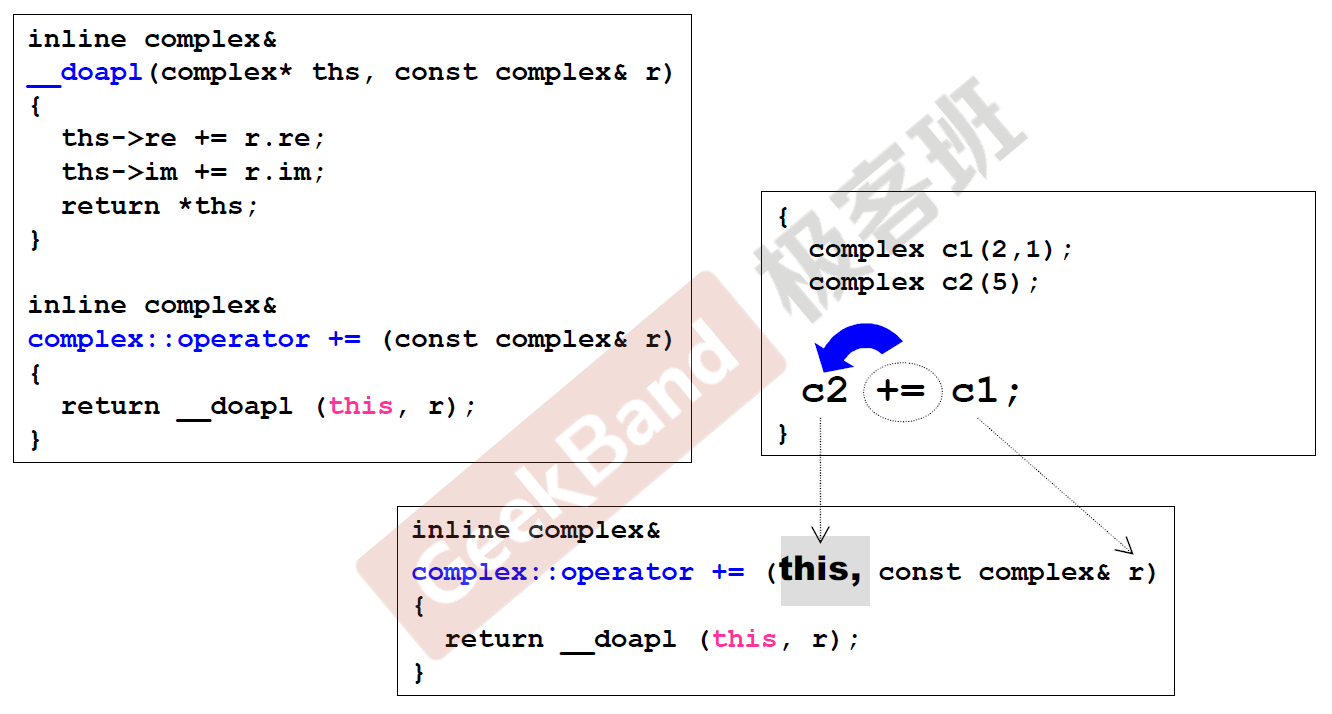 inline complex&
__doapl(complex* ths, const complex& r)
{
  ths->re += r.re;
  ths->im += r.im;
  return *ths;
}
inline complex&
complex::operator += (const complex& r)
{
  return __doapl (this, r);
}
{
  complex c1(2,1);
  complex c2(5);
  c2 += c1;
}
inline complex&
complex::operator += (this, const complex& r)
{
  return __doapl (this, r);
}
GeekBand 极客班